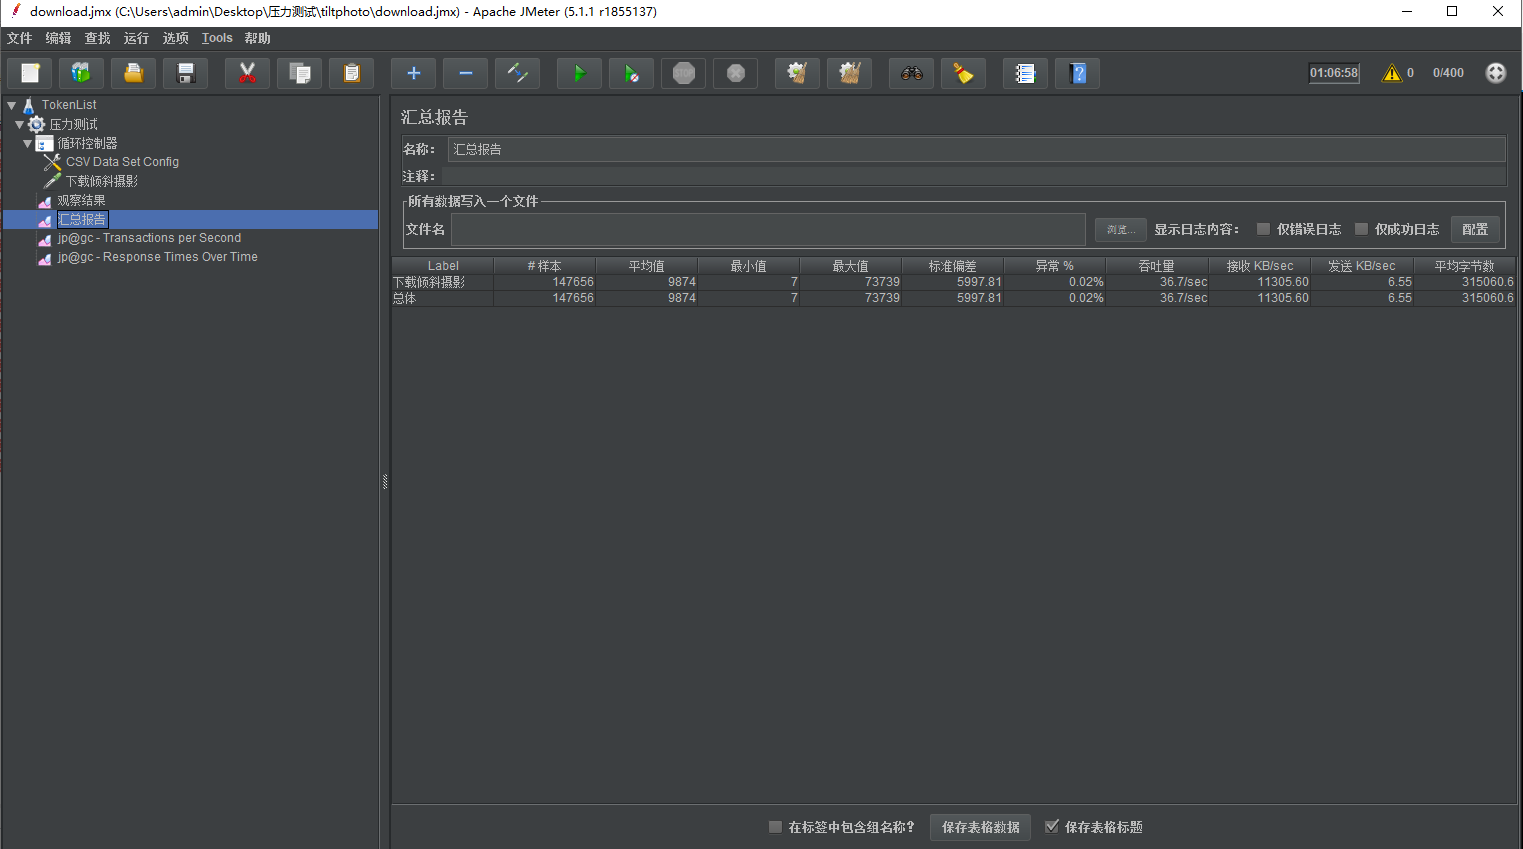 download.jmx (C:\Users\admin\Desktop\压力测试\tiltphoto\download.jmx) - Apache JMeter (5.1.1 r1855137)
文件 编辑 查找 运行 选项 Tools 帮助
STOP
01:06:58 0 0/400
TokenList
压力测试
循环控制器
CSV Data Set Config
下载倾斜摄影
观察结果
汇总报告
jp@gc - Transactions per Second
jp@gc - Response Times Over Time
汇总报告
名称: 汇总报告
注释:
所有数据写入一个文件
文件名 浏览... 显示日志内容: 仅错误日志 仅成功日志 配置
Label # 样本 平均值 最小值 最大值 标准偏差 异常 % 吞吐量 接收 KB/sec 发送 KB/sec 平均字节数
下载倾斜摄影 147656 9874 7 73739 5997.81 0.02% 36.7/sec 11305.60 6.55 315060.6
总体 147656 9874 7 73739 5997.81 0.02% 36.7/sec 11305.60 6.55 315060.6
在标签中包含组名称? 保存表格数据 保存表格标题